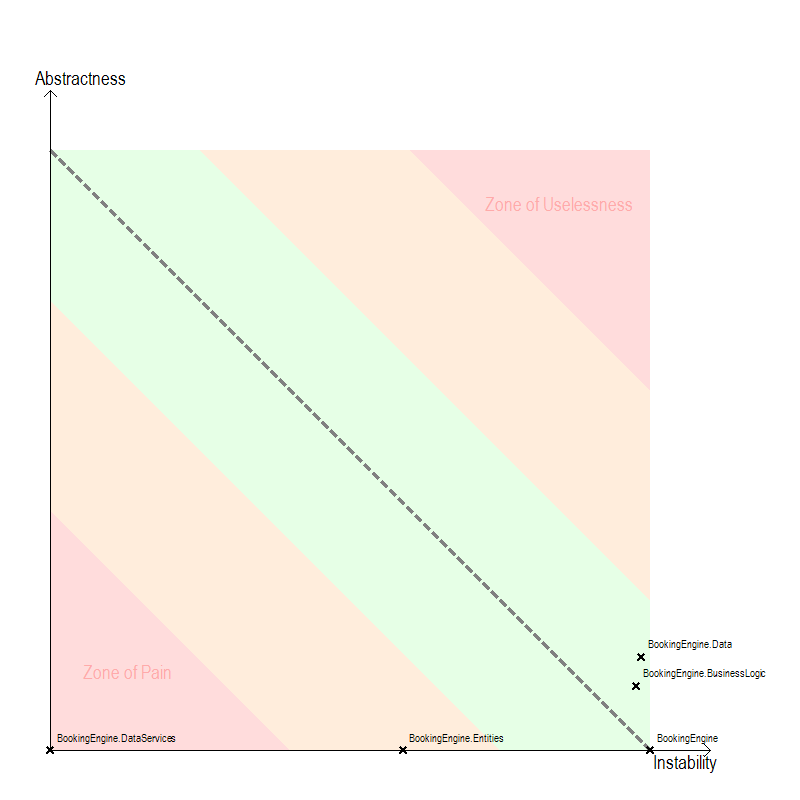 Abstractness
Zone of Uselessness
BookingEngine.Data
BookingEngine.BusinessLogic
Zone of Pain
BookingEngine.DataServices
BookingEngine.Entities
BookingEngine
Instability